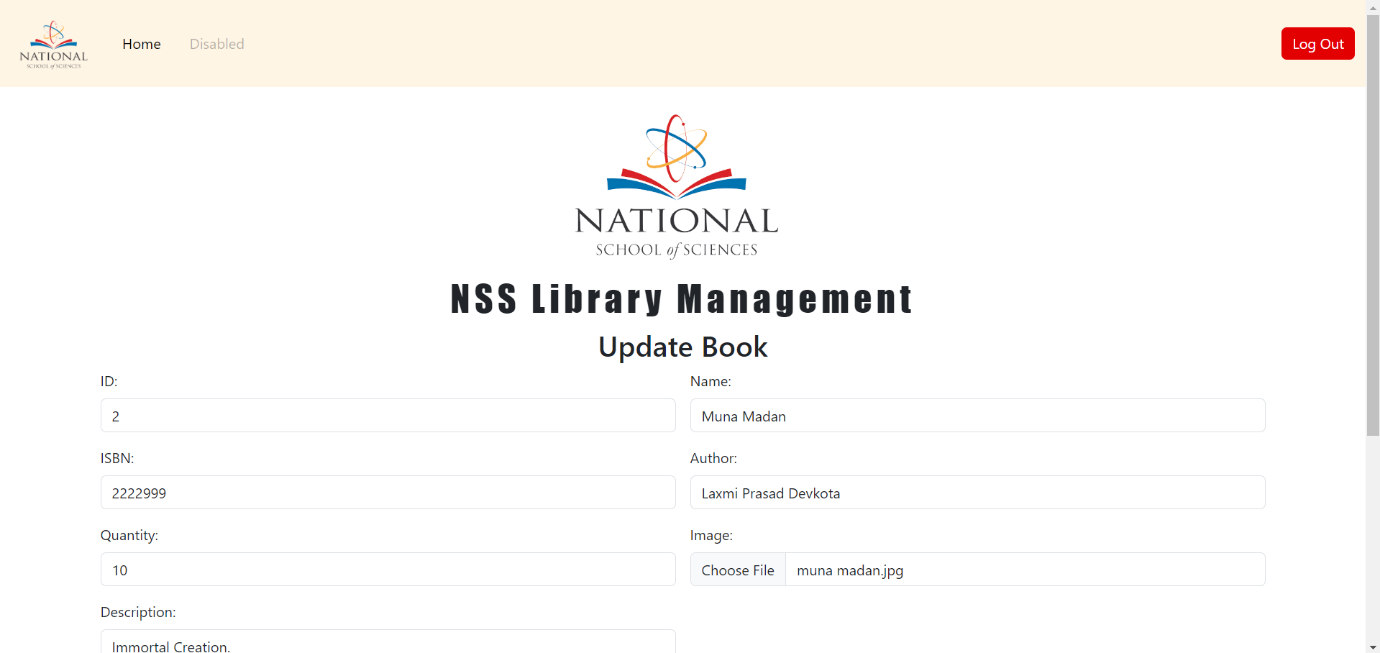 NATIONAL
SCHOOL of SCIENCES
Home
Disabled
Log Out
NATIONAL
SCHOOL of SCIENCES
NSS Library Management
Update Book
ID:
Name:
2
Muna Madan
ISBN:
Author:
2222999
Laxmi Prasad Devkota
Quantity:
Image:
10
Choose File muna madan.jpg
Description:
Immortal Creation.